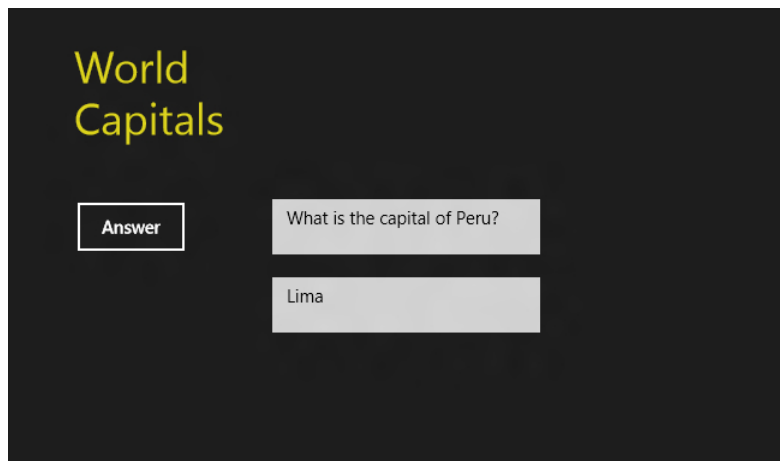 World
Capitals
Answer
What is the capital of Peru?
Lima